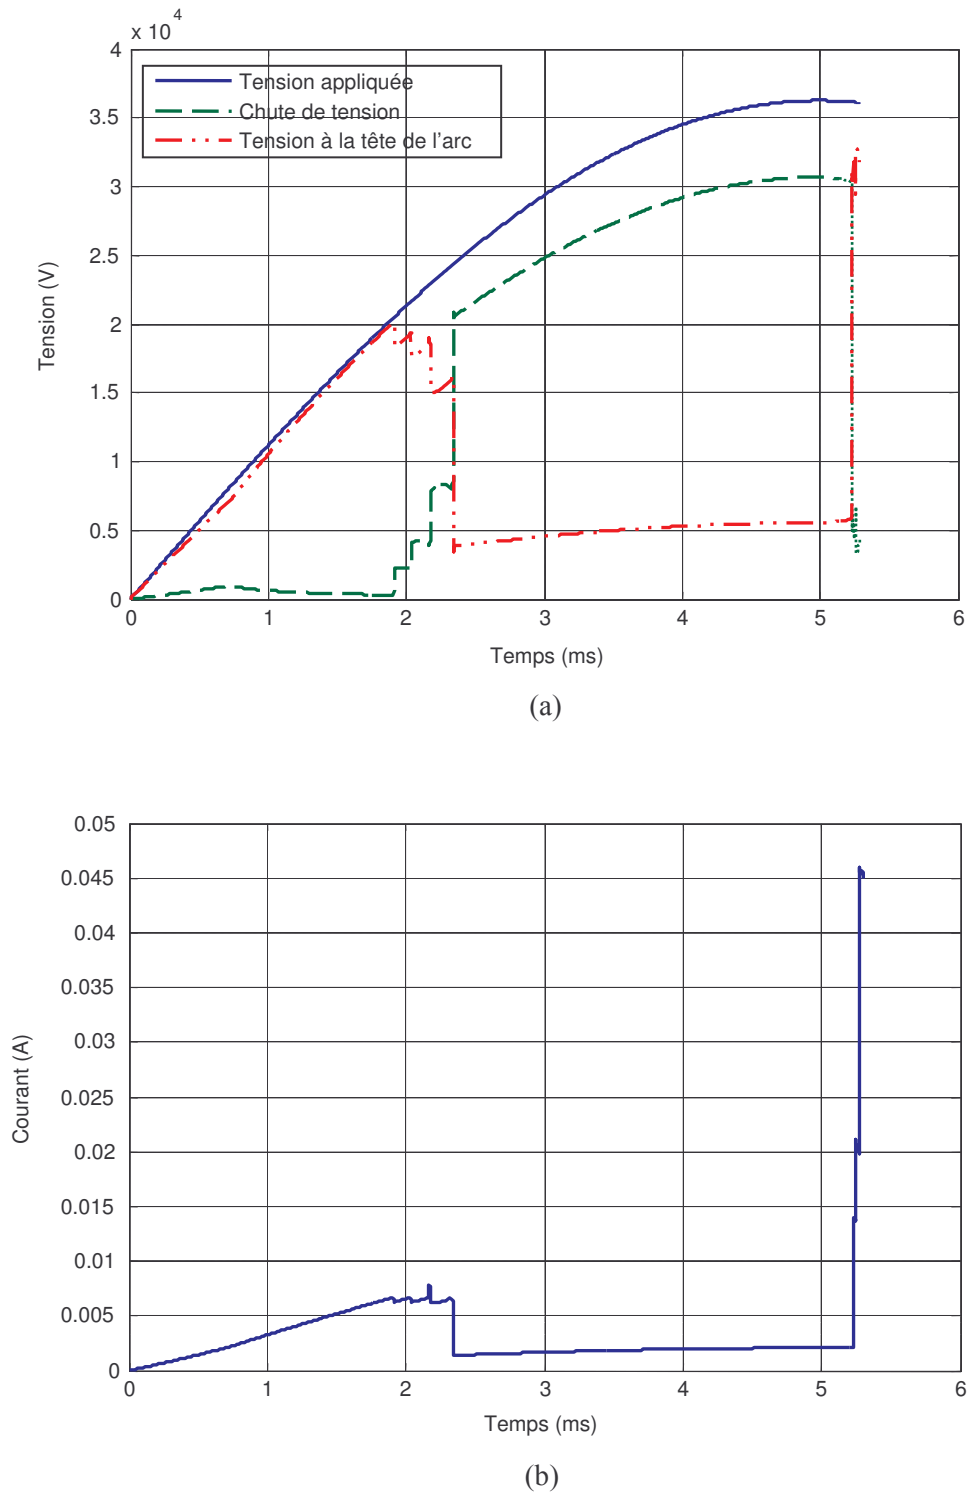 x 10 4
4
3.5
3
2.5
2
1.5
1
0.5
0
Tension (V)
Tension appliquée
Chute de tension
Tension à la tête de l'arc
0 1 2 3 4 5 6
Temps (ms)
(a)
0.05
0.045
0.04
0.035
0.03
0.025
0.02
0.015
0.01
0.005
0
Courant (A)
0 1 2 3 4 5 6
Temps (ms)
(b)